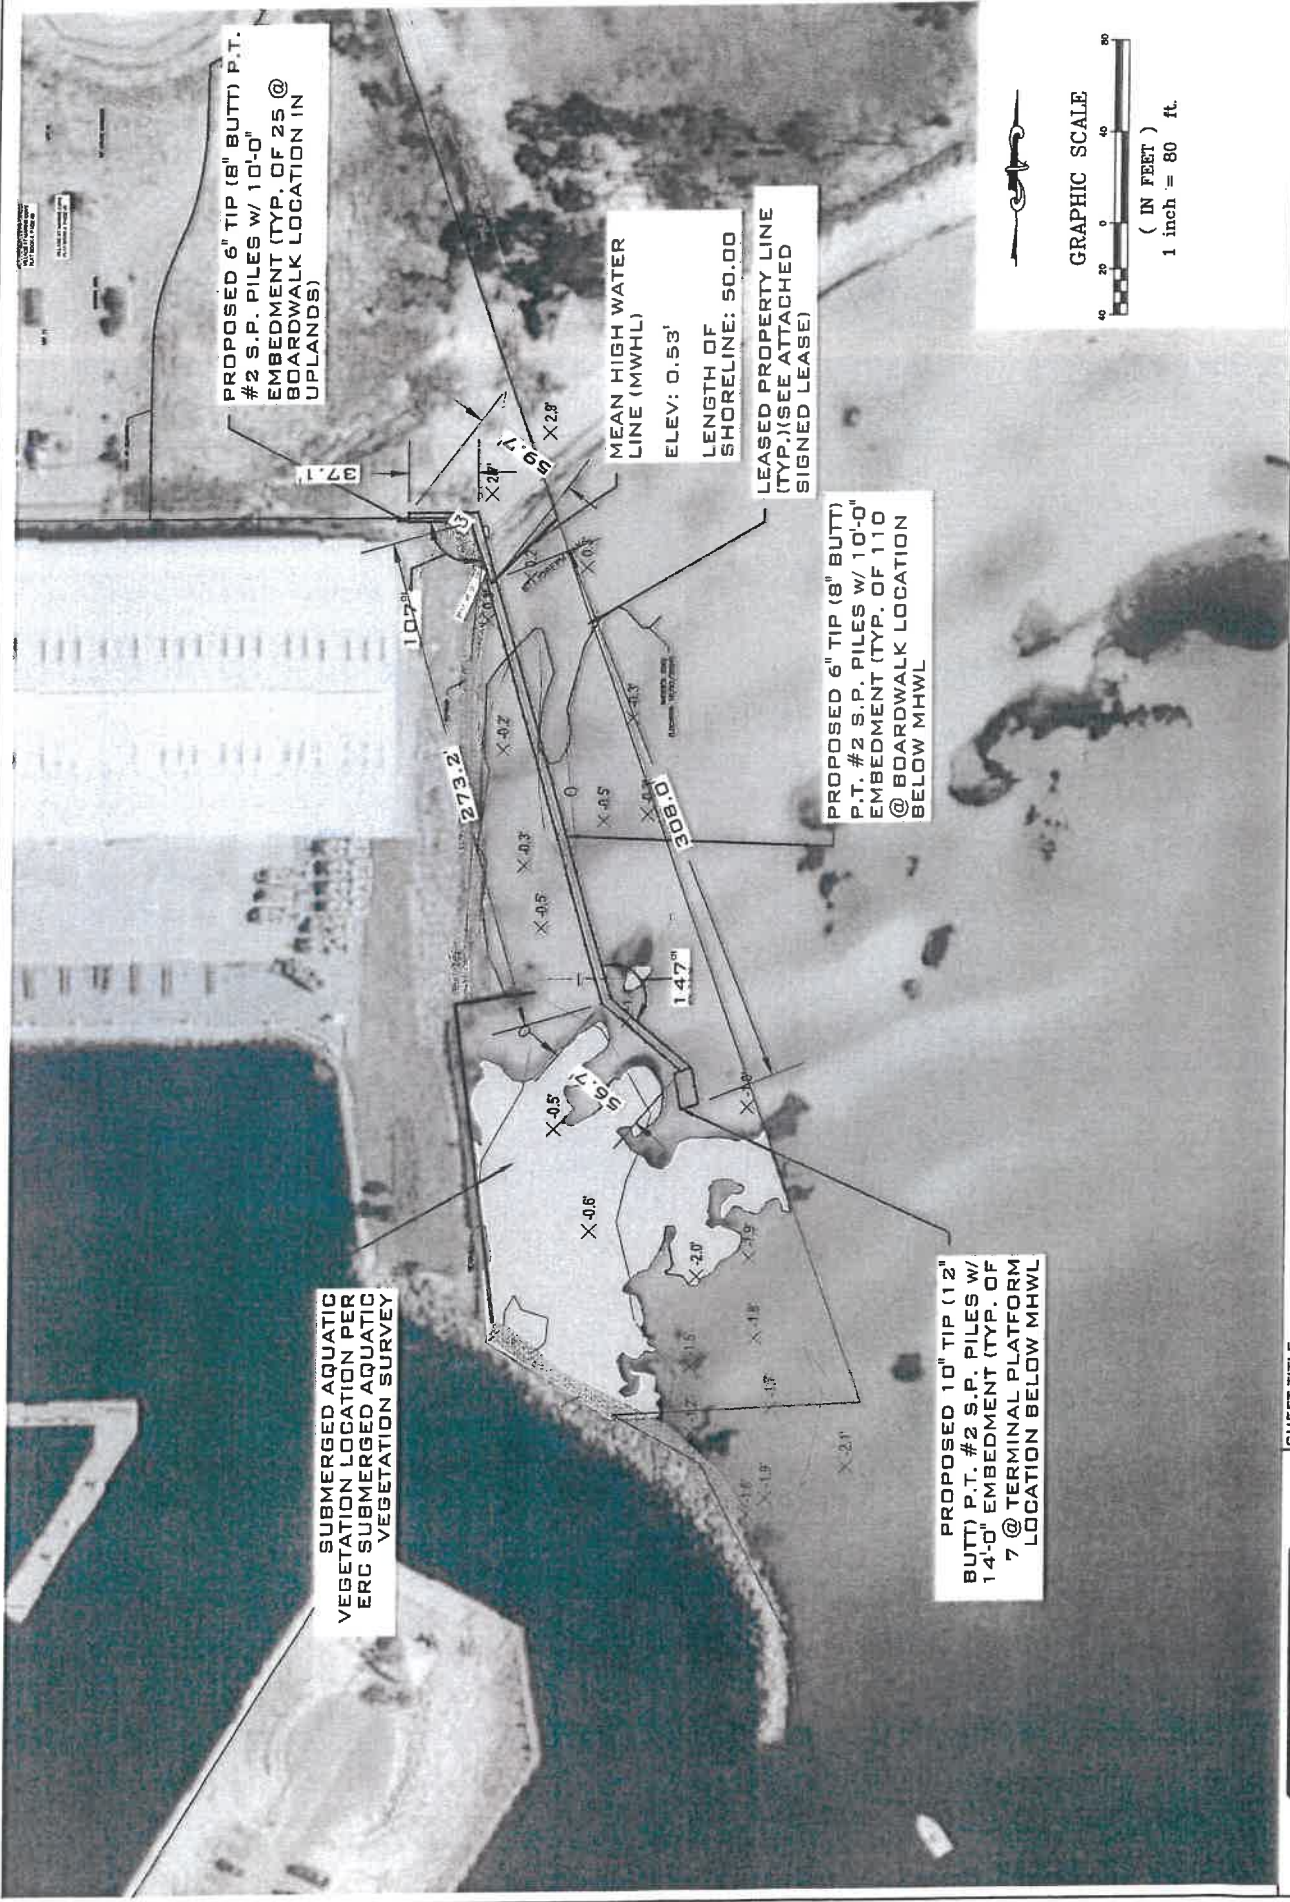 PROPOSED 6" TIP (8" BUTT) P.T.
#2 S.P. PILES W/ 10'-0"
EMBEDMENT (TYP. OF 25 @
BOARDWALK LOCATION IN
UPLANDS)
37.1'
59.7'
X 2.9'
MEAN HIGH WATER
LINE (MWHL)
ELEV: 0.53'
LENGTH OF
SHORELINE: 50.00
LEASED PROPERTY LINE
(TYP.)(SEE ATTACHED
SIGNED LEASE)
GRAPHIC SCALE
40 20 0 40 80
( IN FEET )
1 inch = 80 ft.
107°
273.2'
X -0.2'
X -0.3'
X -0.5'
X -0.5'
X -0.3'
308.0
PROPOSED 6" TIP (8" BUTT)
P.T. #2 S.P. PILES W/ 10'-0"
EMBEDMENT (TYP. OF 110
@ BOARDWALK LOCATION
BELOW MHWL
147°
56.7'
X -0.5'
X -0.6'
X -2.0'
X -1.9'
X -1.8'
X -1.7'
X -2.1'
SUBMERGED AQUATIC
VEGETATION LOCATION PER
ERC SUBMERGED AQUATIC
VEGETATION SURVEY
PROPOSED 10" TIP (12"
BUTT) P.T. #2 S.P. PILES W/
14'-0" EMBEDMENT (TYP. OF
7 @ TERMINAL PLATFORM
LOCATION BELOW MHWL
SHEET TITLE